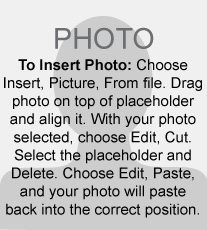 PHOTO
To Insert Photo: Choose
Insert, Picture, From file. Drag
photo on top of placeholder
and align it. With your photo
selected, choose Edit, Cut.
Select the placeholder and
Delete. Choose Edit, Paste,
and your photo will paste
back into the correct position.